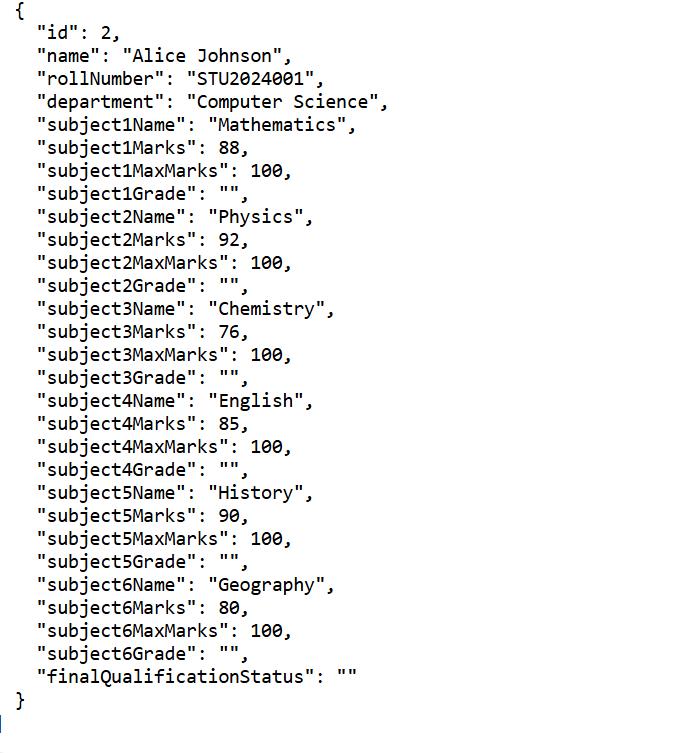 {
"id": 2,
"name": "Alice Johnson",
"rollNumber": "STU2024001",
"department": "Computer Science",
"subject1Name": "Mathematics",
"subject1Marks": 88,
"subject1MaxMarks": 100,
"subject1Grade": "",
"subject2Name": "Physics",
"subject2Marks": 92,
"subject2MaxMarks": 100,
"subject2Grade": "",
"subject3Name": "Chemistry",
"subject3Marks": 76,
"subject3MaxMarks": 100,
"subject3Grade": "",
"subject4Name": "English",
"subject4Marks": 85,
"subject4MaxMarks": 100,
"subject4Grade": "",
"subject5Name": "History",
"subject5Marks": 90,
"subject5MaxMarks": 100,
"subject5Grade": "",
"subject6Name": "Geography",
"subject6Marks": 80,
"subject6MaxMarks": 100,
"subject6Grade": "",
"finalQualificationStatus": ""
}